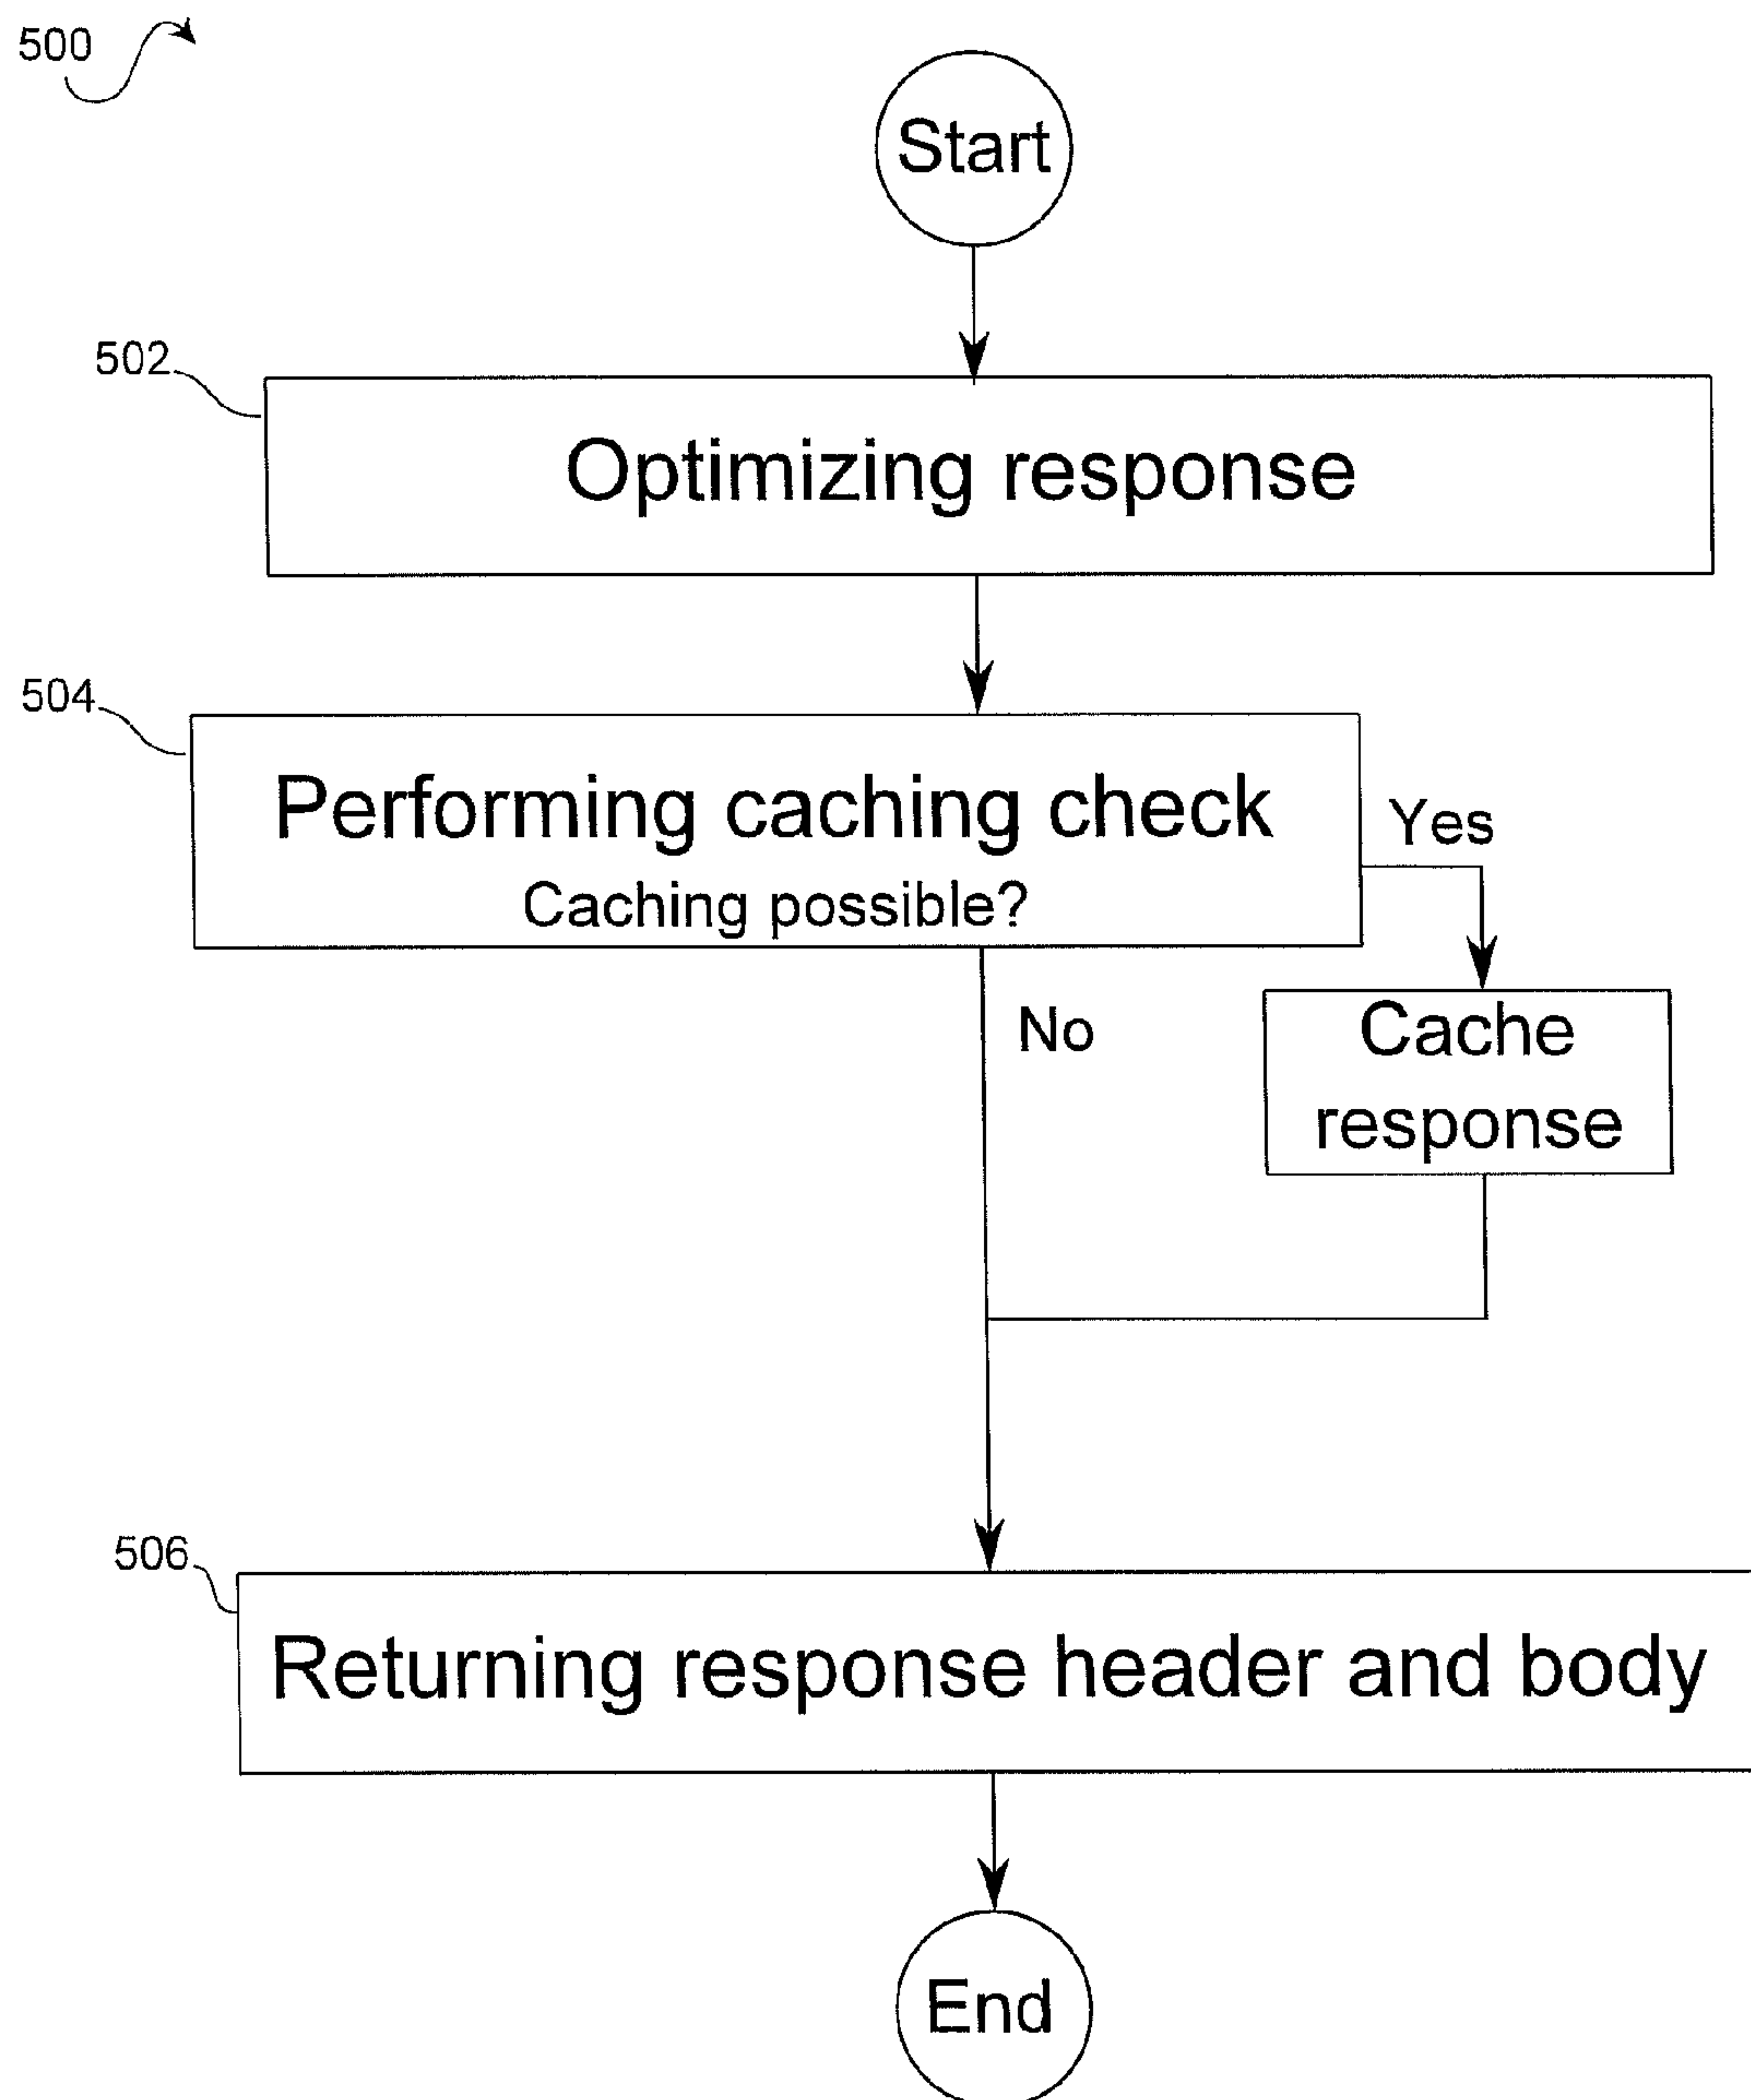 500
Start
502
Optimizing response
504
Performing caching check
Yes
Caching possible?
No
Cache
response
506
Returning response header and body
End